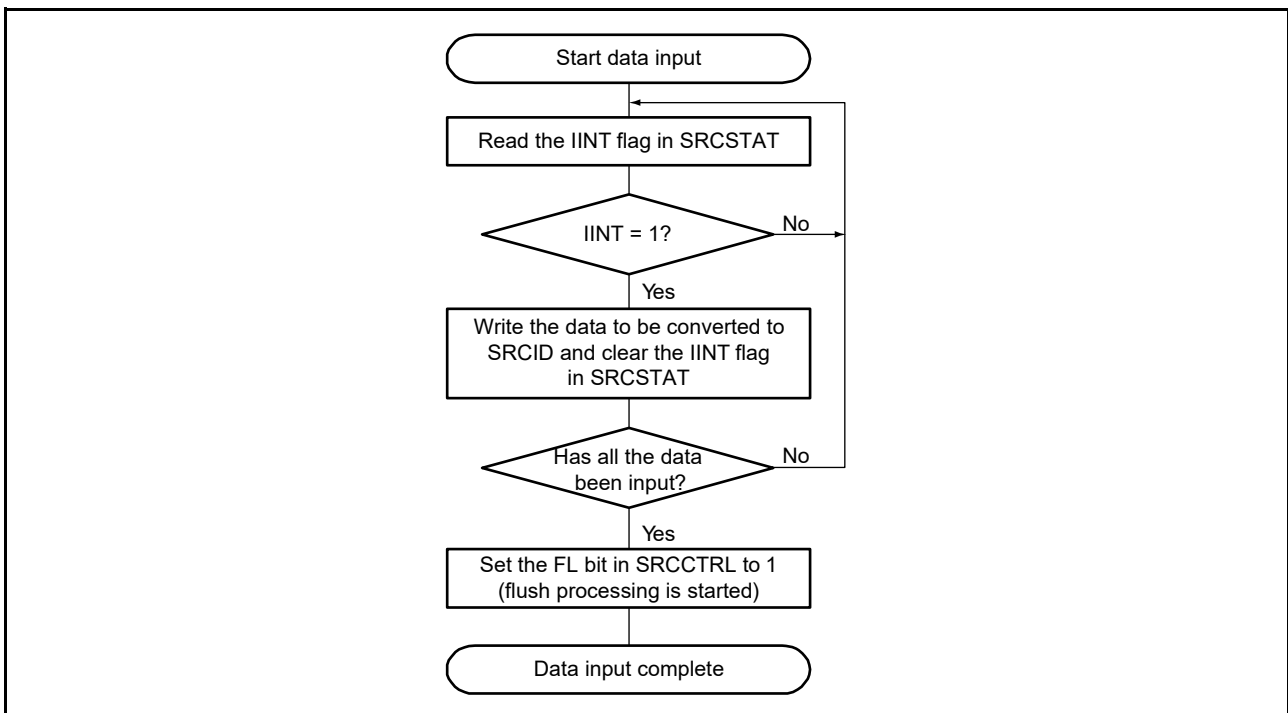 Start data input
Read the IINT flag in SRCSTAT
IINT = 1?
No
Yes
Write the data to be converted to
SRCID and clear the IINT flag
in SRCSTAT
Has all the data
been input?
No
Yes
Set the FL bit in SRCCTRL to 1
(flush processing is started)
Data input complete